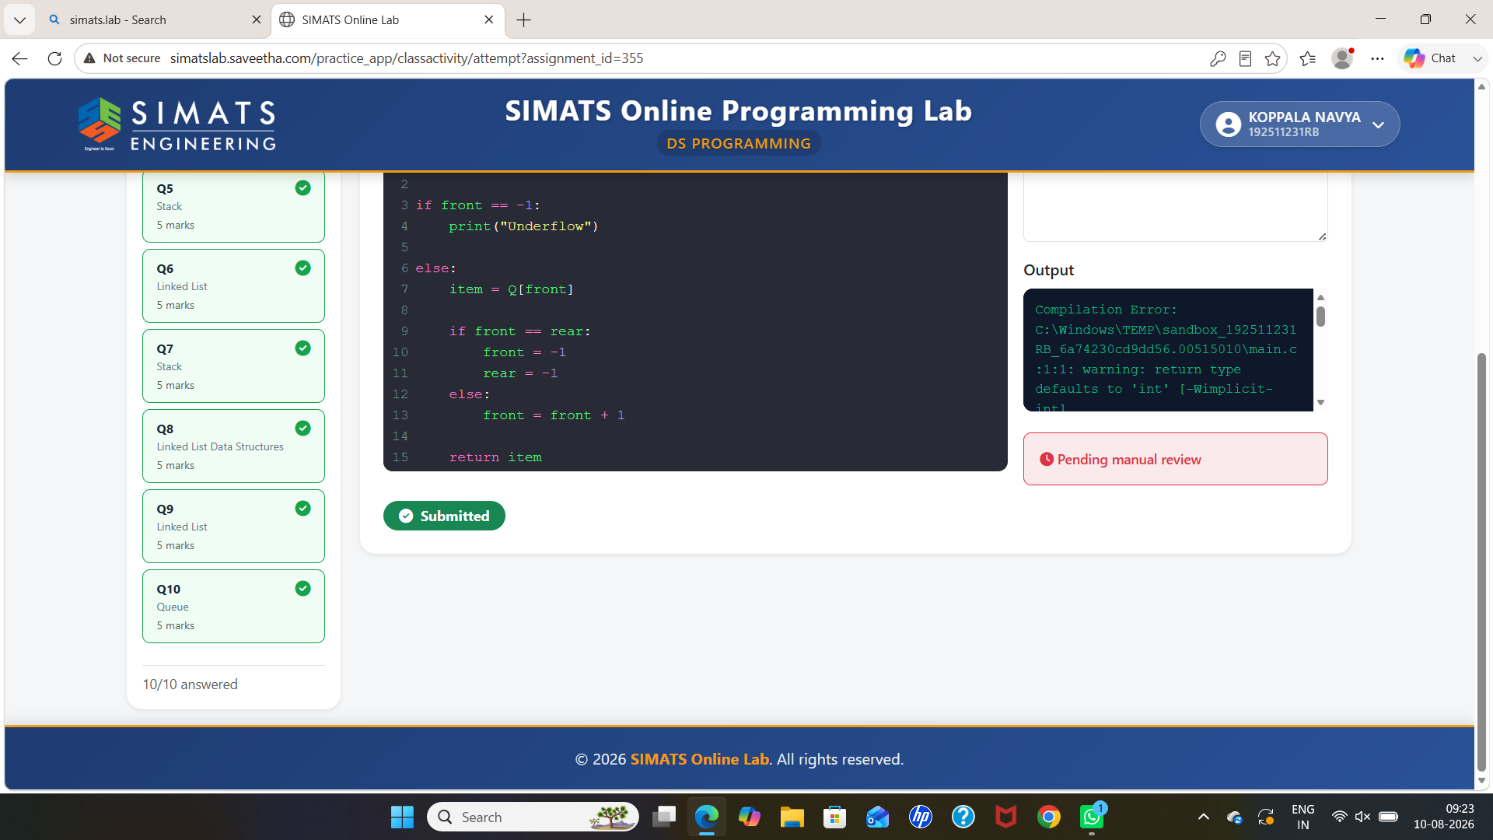 simats.lab - Search
SIMATS Online Lab
Not secure
simatslab.saveetha.com/practice_app/classactivity/attempt?assignment_id=355
Chat
SIMATS
ENGINEERING
Engineer to Excel
SIMATS Online Programming Lab
DS PROGRAMMING
KOPPALA NAVYA
192511231RB
Q5
Stack
5 marks
Q6
Linked List
5 marks
Q7
Stack
5 marks
Q8
Linked List Data Structures
5 marks
Q9
Linked List
5 marks
Q10
Queue
5 marks
10/10 answered
2
3 if front == -1:
4     print("Underflow")
5
6 else:
7     item = Q[front]
8
9     if front == rear:
10         front = -1
11         rear = -1
12     else:
13         front = front + 1
14
15     return item
Submitted
Output
Compilation Error:
C:\Windows\TEMP\sandbox_192511231
RB_6a74230cd9dd56.00515010\main.c
:1:1: warning: return type
defaults to 'int' [-Wimplicit-
int]
Pending manual review
© 2026 SIMATS Online Lab. All rights reserved.
Search
hp
1
ENG
IN
09:23
10-08-2026